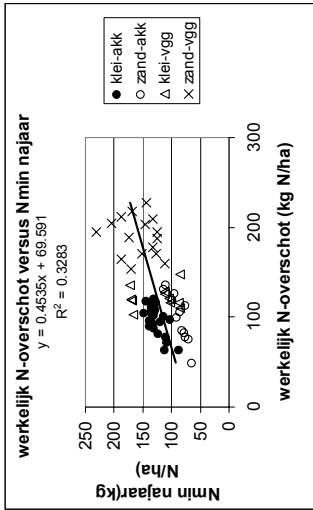 werkelijk N-overschot versus Nmin najaar
y = 0.4535x + 69.591
R² = 0.3283
Nmin najaar(kg
N/ha)
250
200
150
100
50
0
0 100 200 300
werkelijk N-overschot (kg N/ha)
klei-akk
zand-akk
klei-vgg
zand-vgg